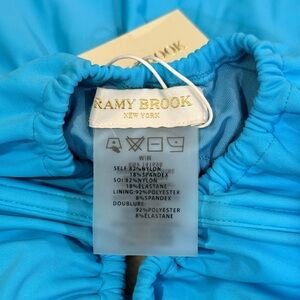 BROOK
RAMY BROOK
NEW YORK
SELF:82%NYLON
18%SPANDEX
SOI:82%NYLON
18%ELASTANE
LINING:92%POLYESTER
8%SPANDEX
DOUBLURE:
92%POLYESTER
8%ELASTANE